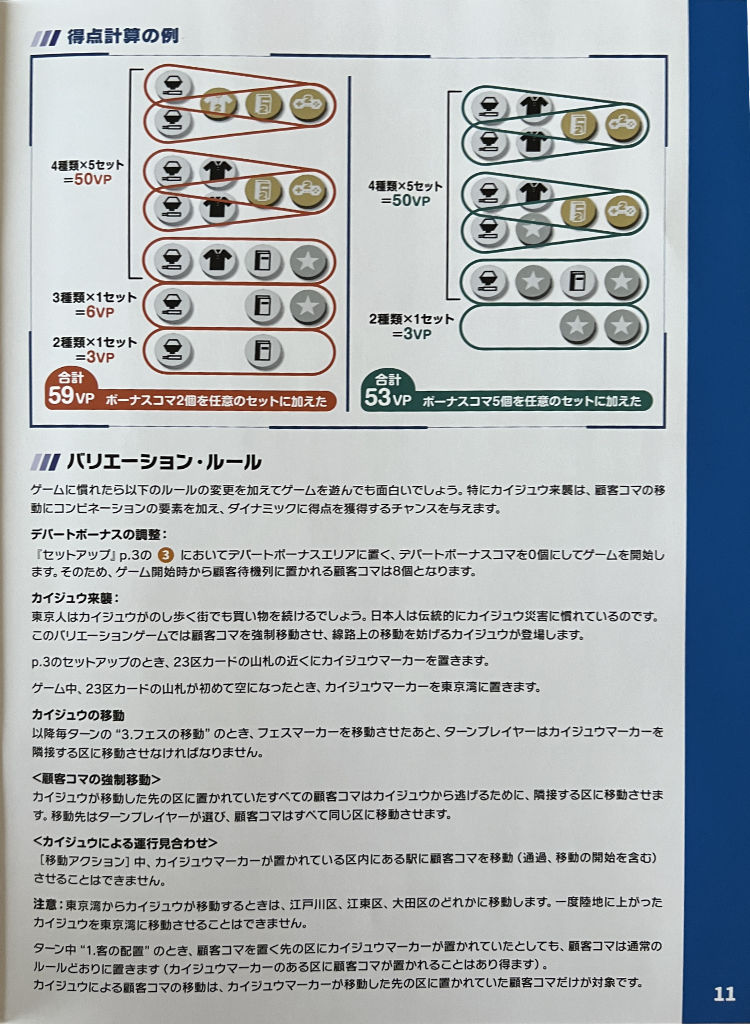 得点計算の例
4種類×5セット
=50VP
3種類×1セット
=6VP
2種類×1セット
=3VP
合計
59VP ボーナスコマ2個を任意のセットに加えた
4種類×5セット
=50VP
2種類×1セット
=3VP
合計
53VP ボーナスコマ5個を任意のセットに加えた
バリエーション・ルール
ゲームに慣れたら以下のルールの変更を加えてゲームを遊んでも面白いでしょう。特にカイジュウ来襲は、顧客コマの移
動にコンビネーションの要素を加え、ダイナミックに得点を獲得するチャンスを与えます。
デパートボーナスの調整：
『セットアップ』p.3の 3 においてデパートボーナスエリアに置く、デパートボーナスコマを0個にしてゲームを開始し
ます。そのため、ゲーム開始時から顧客待機列に置かれる顧客コマは8個となります。
カイジュウ来襲：
東京人はカイジュウがのし歩く街でも買い物を続けるでしょう。日本人は伝統的にカイジュウ災害に慣れているのです。
このバリエーションゲームでは顧客コマを強制移動させ、線路上の移動を妨げるカイジュウが登場します。
p.3のセットアップのとき、23区カードの山札の近くにカイジュウマーカーを置きます。
ゲーム中、23区カードの山札が初めて空になったとき、カイジュウマーカーを東京湾に置きます。
カイジュウの移動
以降毎ターンの "3.フェスの移動" のとき、フェスマーカーを移動させたあと、ターンプレイヤーはカイジュウマーカーを
隣接する区に移動させなければなりません。
<顧客コマの強制移動>
カイジュウが移動した先の区に置かれていたすべての顧客コマはカイジュウから逃げるために、隣接する区に移動させま
す。移動先はターンプレイヤーが選び、顧客コマはすべて同じ区に移動させます。
<カイジュウによる運行見合わせ>
［移動アクション］中、カイジュウマーカーが置かれている区内にある駅に顧客コマを移動（通過、移動の開始を含む）
させることはできません。
注意：東京湾からカイジュウが移動するときは、江戸川区、江東区、大田区のどれかに移動します。一度陸地に上がった
カイジュウを東京湾に移動させることはできません。
ターン中 "1.客の配置" のとき、顧客コマを置く先の区にカイジュウマーカーが置かれていたとしても、顧客コマは通常の
ルールどおりに置きます（カイジュウマーカーのある区に顧客コマが置かれることはあり得ます）。
カイジュウによる顧客コマの移動は、カイジュウマーカーが移動した先の区に置かれていた顧客コマだけが対象です。
11